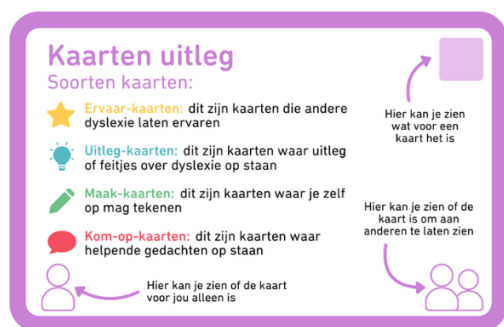 Kaarten uitleg
Soorten kaarten:
Ervaar-kaarten: dit zijn kaarten die andere
dyslexie laten ervaren
Uitleg-kaarten: dit zijn kaarten waar uitleg
of feitjes over dyslexie op staan
Maak-kaarten: dit zijn kaarten waar je zelf
op mag tekenen
Kom-op-kaarten: dit zijn kaarten waar
helpende gedachten op staan
Hier kan je zien
wat voor een
kaart het is
Hier kan je zien of de
kaart is om aan
anderen te laten zien
Hier kan je zien of de kaart
voor jou alleen is